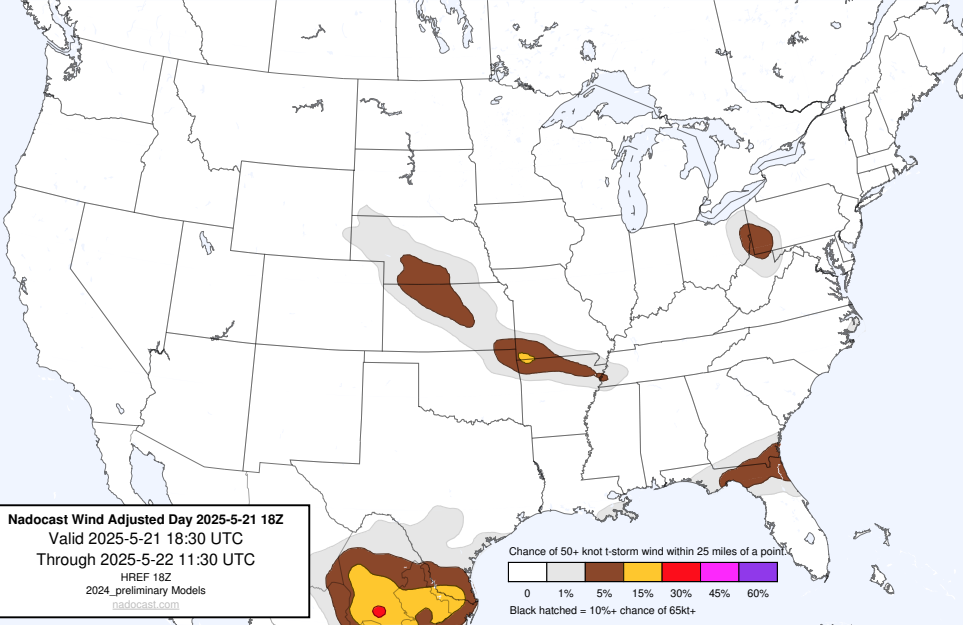 Nadocast Wind Adjusted Day 2025-5-21 18Z
Valid 2025-5-21 18:30 UTC
Through 2025-5-22 11:30 UTC
HREF 18Z
2024_preliminary Models
nadocast.com
Chance of 50+ knot t-storm wind within 25 miles of a point.
0 1% 5% 15% 30% 45% 60%
Black hatched = 10%+ chance of 65kt+